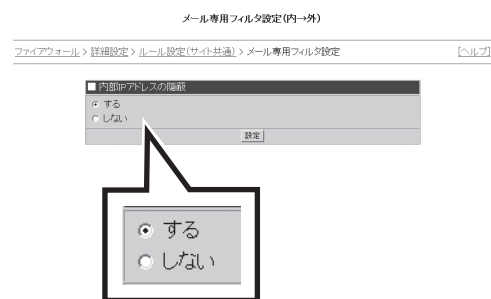 メール専用フィルタ設定(内→外)
ファイアウォール > 詳細設定 > ルール設定(サイト共通) > メール専用フィルタ設定 [ヘルプ]
■ 内部IPアドレスの隠蔽
する
しない
設定
する
しない